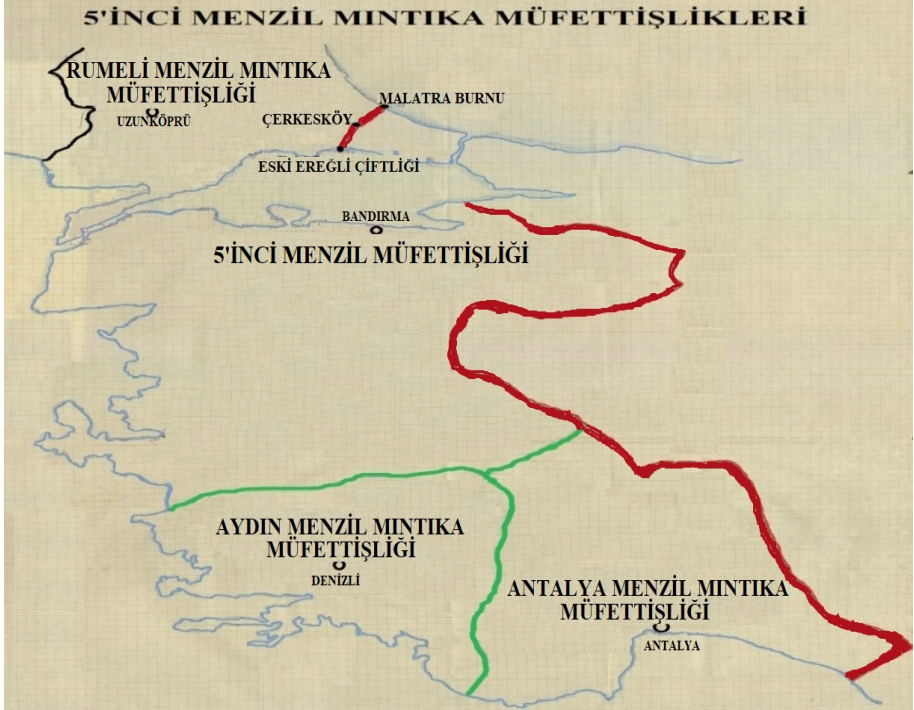 5'İNCİ MENZİL MINTIKA MÜFETTİŞLİKLERİ
RUMELİ MENZİL MINTIKA
MÜFETTİŞLİĞİ
UZUNKÖPRÜ
MALATRA BURNU
ÇERKESKÖY
ESKİ EREĞLİ ÇİFTLİĞİ
BANDIRMA
5'İNCİ MENZİL MÜFETTİŞLİĞİ
AYDIN MENZİL MINTIKA
MÜFETTİŞLİĞİ
DENİZLİ
ANTALYA MENZİL MINTIKA
MÜFETTİŞLİĞİ
ANTALYA